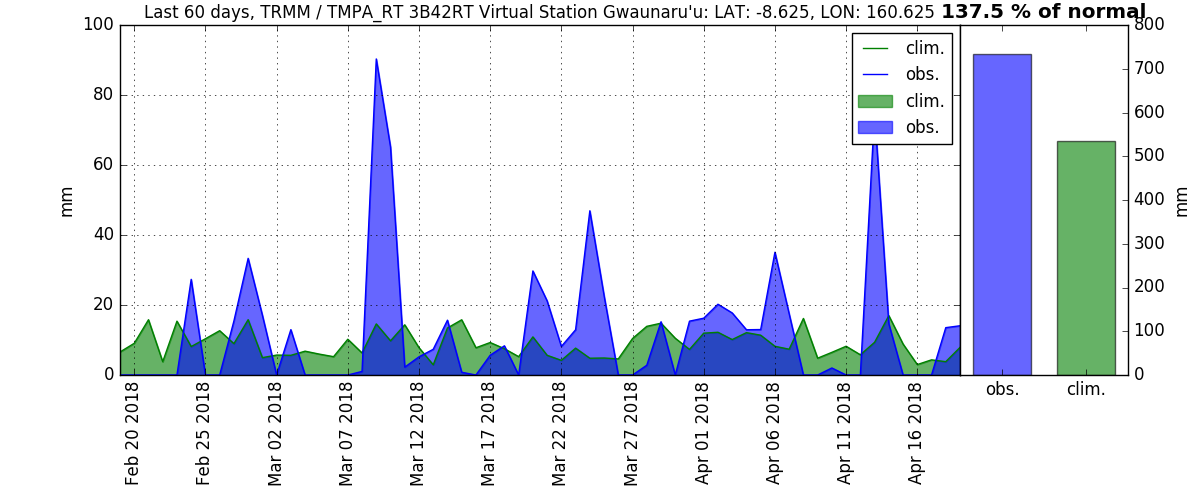 Last 60 days, TRMM / TMPA_RT 3B42RT Virtual Station Gwaunaru'u: LAT: -8.625, LON: 160.625 137.5 % of normal
100
80
60
40
20
0
mm
clim.
obs.
clim.
obs.
800
700
600
500
400
300
200
100
0
mm
Feb 20 2018
Feb 25 2018
Mar 02 2018
Mar 07 2018
Mar 12 2018
Mar 17 2018
Mar 22 2018
Mar 27 2018
Apr 01 2018
Apr 06 2018
Apr 11 2018
Apr 16 2018
obs. clim.